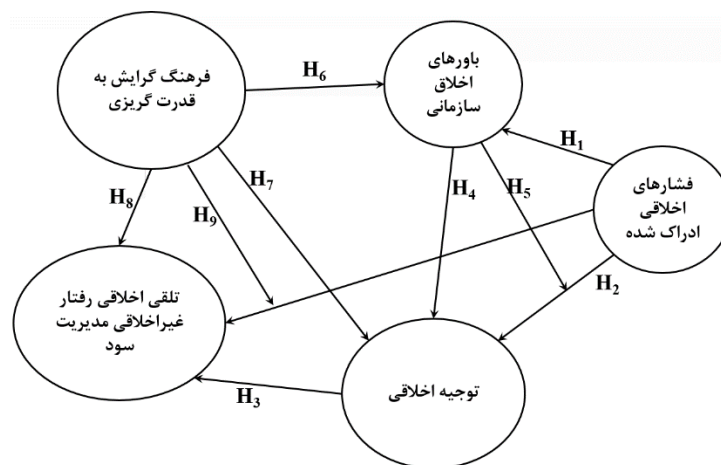 فرهنگ گرایش به
قدرت گریزی
H6
باورهای
اخلاق
سازمانی
H1
فشارهای
اخلاقی
ادراک شده
H7
H4
H5
H8
H9
H2
تلقی اخلاقی رفتار
غیراخلاقی مدیریت
سود
توجیه اخلاقی
H3